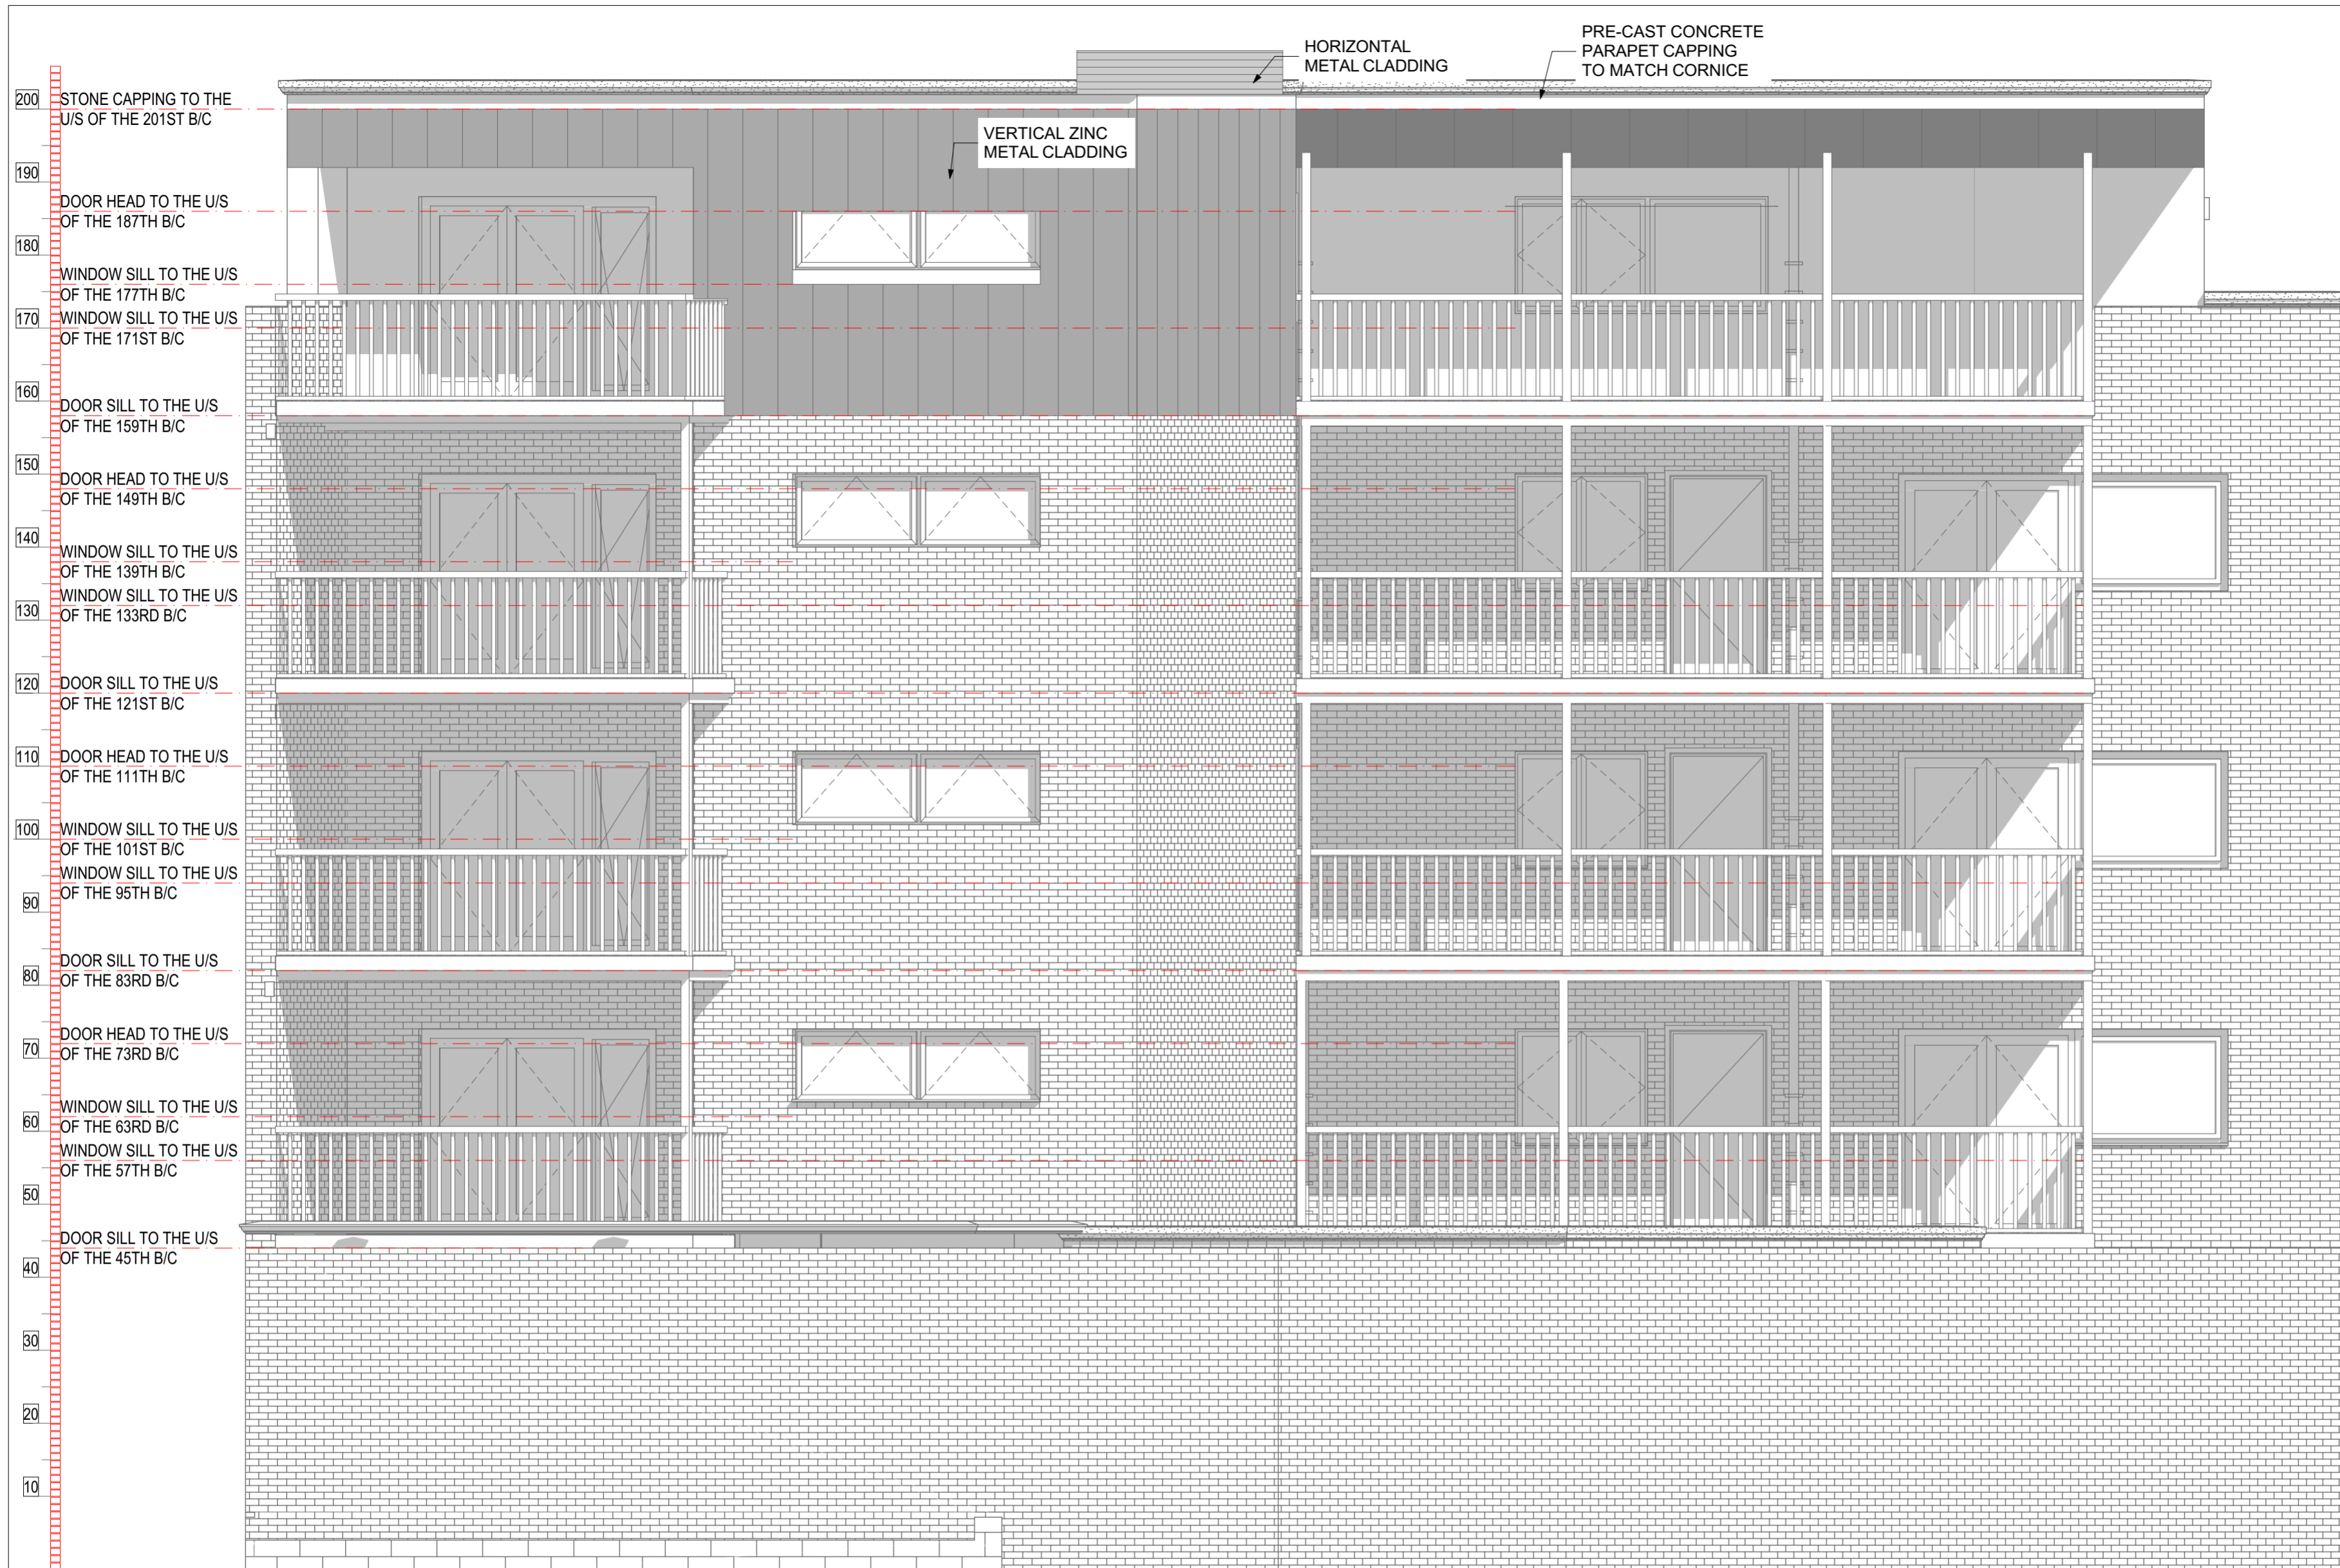 HORIZONTAL
METAL CLADDING
PRE-CAST CONCRETE
PARAPET CAPPING
TO MATCH CORNICE
200
STONE CAPPING TO THE
U/S OF THE 201ST B/C
VERTICAL ZINC
METAL CLADDING
190
DOOR HEAD TO THE U/S
OF THE 187TH B/C
180
WINDOW SILL TO THE U/S
OF THE 177TH B/C
170
WINDOW SILL TO THE U/S
OF THE 171ST B/C
160
DOOR SILL TO THE U/S
OF THE 159TH B/C
150
DOOR HEAD TO THE U/S
OF THE 149TH B/C
140
WINDOW SILL TO THE U/S
OF THE 139TH B/C
WINDOW SILL TO THE U/S
130
OF THE 133RD B/C
120
DOOR SILL TO THE U/S
OF THE 121ST B/C
110
DOOR HEAD TO THE U/S
OF THE 111TH B/C
100
WINDOW SILL TO THE U/S
OF THE 101ST B/C
WINDOW SILL TO THE U/S
OF THE 95TH B/C
90
DOOR SILL TO THE U/S
80
OF THE 83RD B/C
DOOR HEAD TO THE U/S
70
OF THE 73RD B/C
WINDOW SILL TO THE U/S
60
OF THE 63RD B/C
WINDOW SILL TO THE U/S
OF THE 57TH B/C
50
DOOR SILL TO THE U/S
OF THE 45TH B/C
40
30
20
10